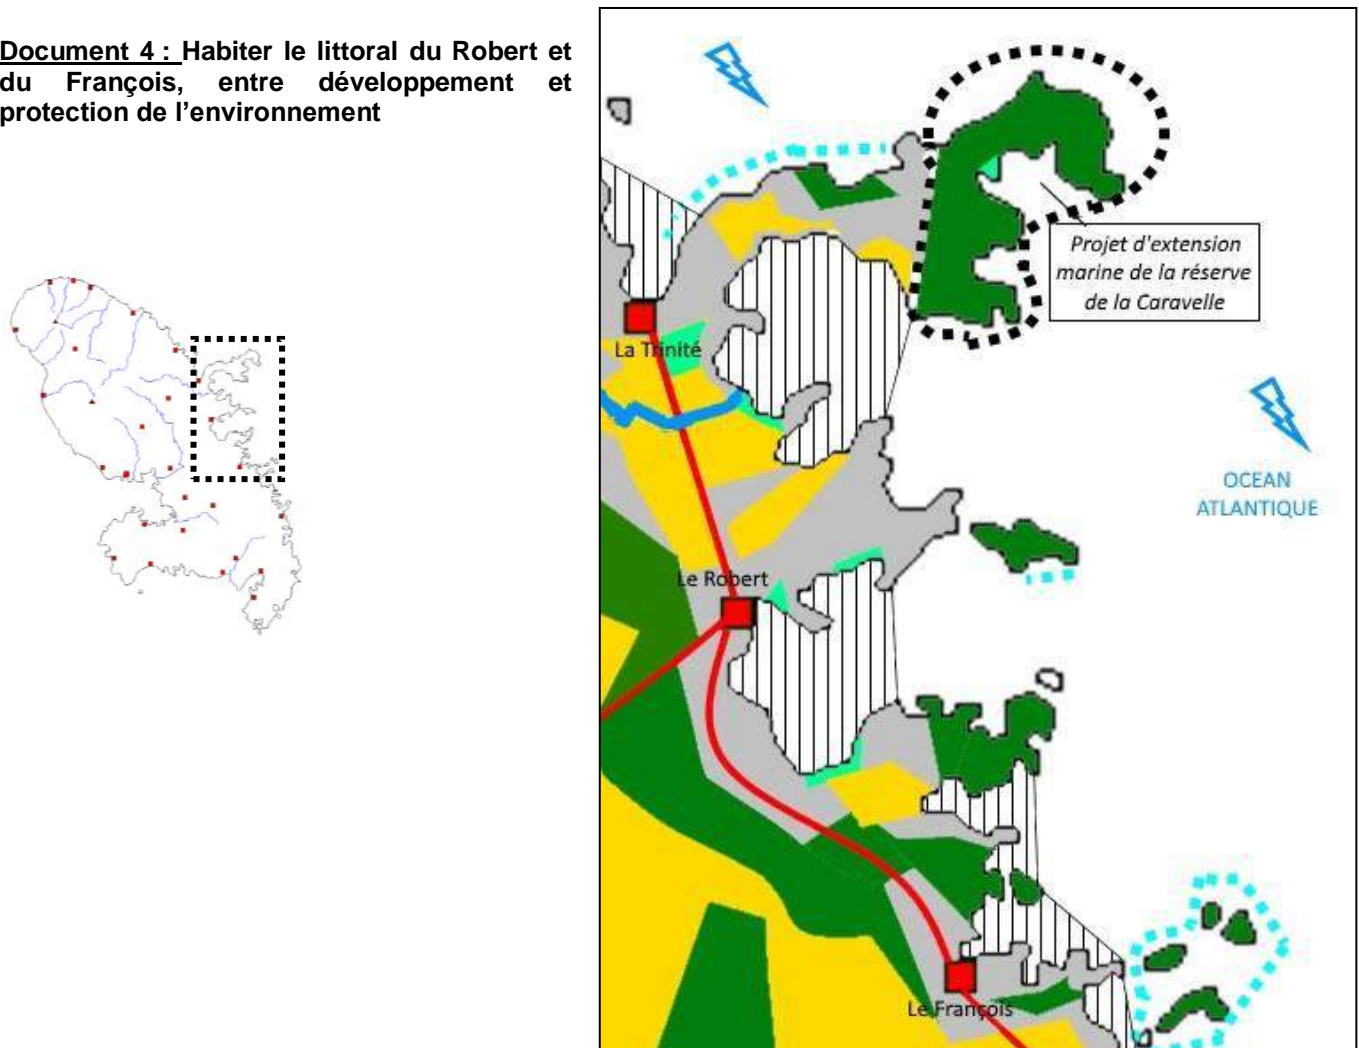 Document 4 : Habiter le littoral du Robert et
du François, entre développement et
protection de l'environnement
Projet d'extension
marine de la réserve
de la Caravelle
La Trinité
OCEAN
ATLANTIQUE
Le Robert
Le François